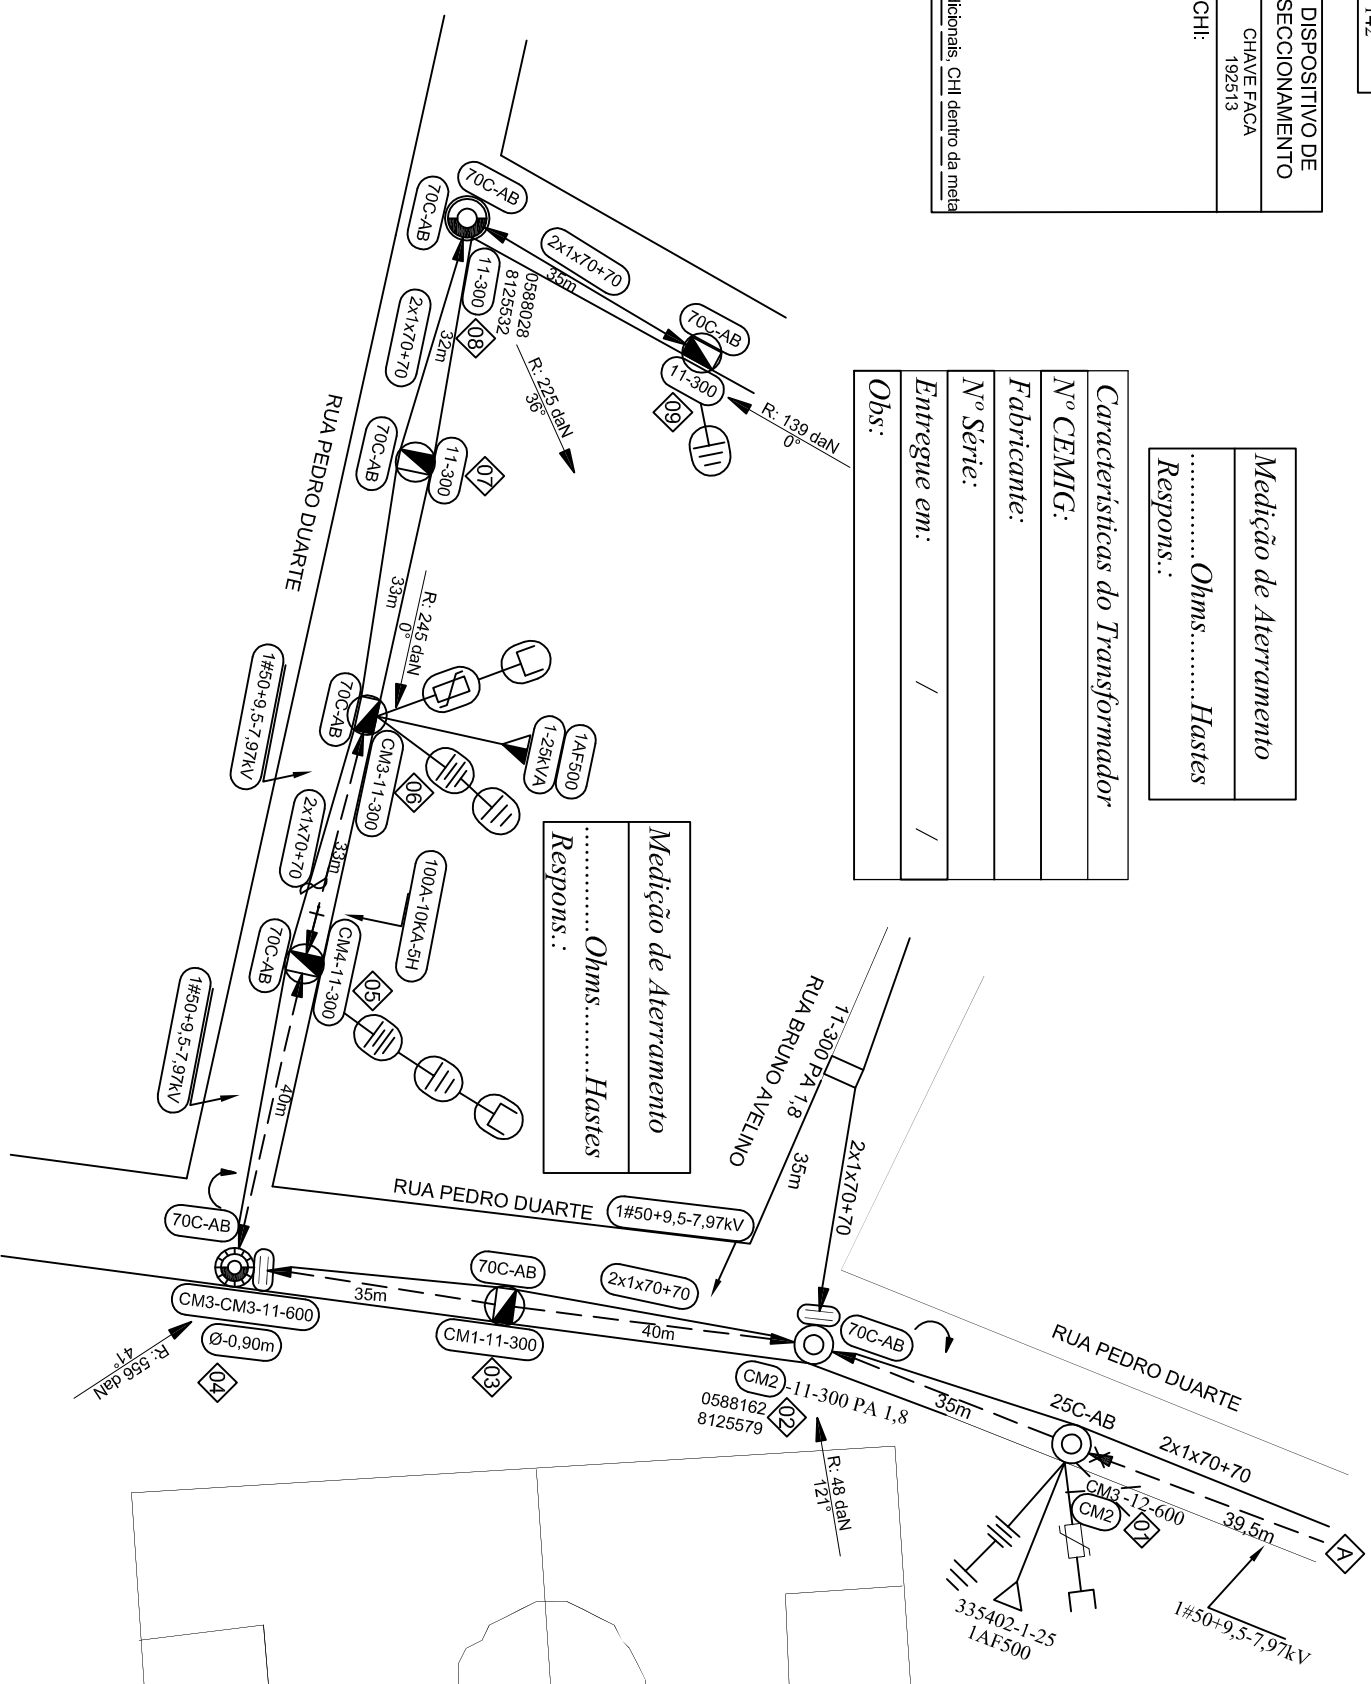 142
DISPOSITIVO DE
SECCIONAMENTO
CHAVE FACA
192513
CHI:
dicionais, CHI dentro da meta
Medição de Aterramento
............Ohms..........Hastes
Respons.:
Características do Transformador
Nº CEMIG:
Fabricante:
Nº Série:
Entregue em: / /
Obs:
Medição de Aterramento
............Ohms..........Hastes
Respons.:
70C-AB
70C-AB
11-300
0588028
8125532
08
2x1x70+70
35m
70C-AB
11-300
09
R: 139 daN
0°
R: 225 daN
36°
2x1x70+70
32m
70C-AB
11-300
07
RUA PEDRO DUARTE
33m
R: 245 daN
0°
70C-AB
CM3-11-300
06
1-25kVA
1AF500
1#50+9,5-7,97kV
2x1x70+70
33m
100A-10KA-5H
70C-AB
CM4-11-300
05
1#50+9,5-7,97kV
40m
70C-AB
CM3-CM3-11-600
Ø-0,90m
04
R: 556 daN
41°
RUA PEDRO DUARTE
1#50+9,5-7,97kV
35m
70C-AB
CM1-11-300
03
2x1x70+70
40m
RUA BRUNO AVELINO
11-300 PA 1,8
35m
2x1x70+70
70C-AB
CM2
-11-300 PA 1,8
0588162
8125579
02
R: 48 daN
121°
35m
RUA PEDRO DUARTE
25C-AB
2x1x70+70
CM3-12-600
CM2
01
39,5m
A
1#50+9,5-7,97kV
335402-1-25
1AF500